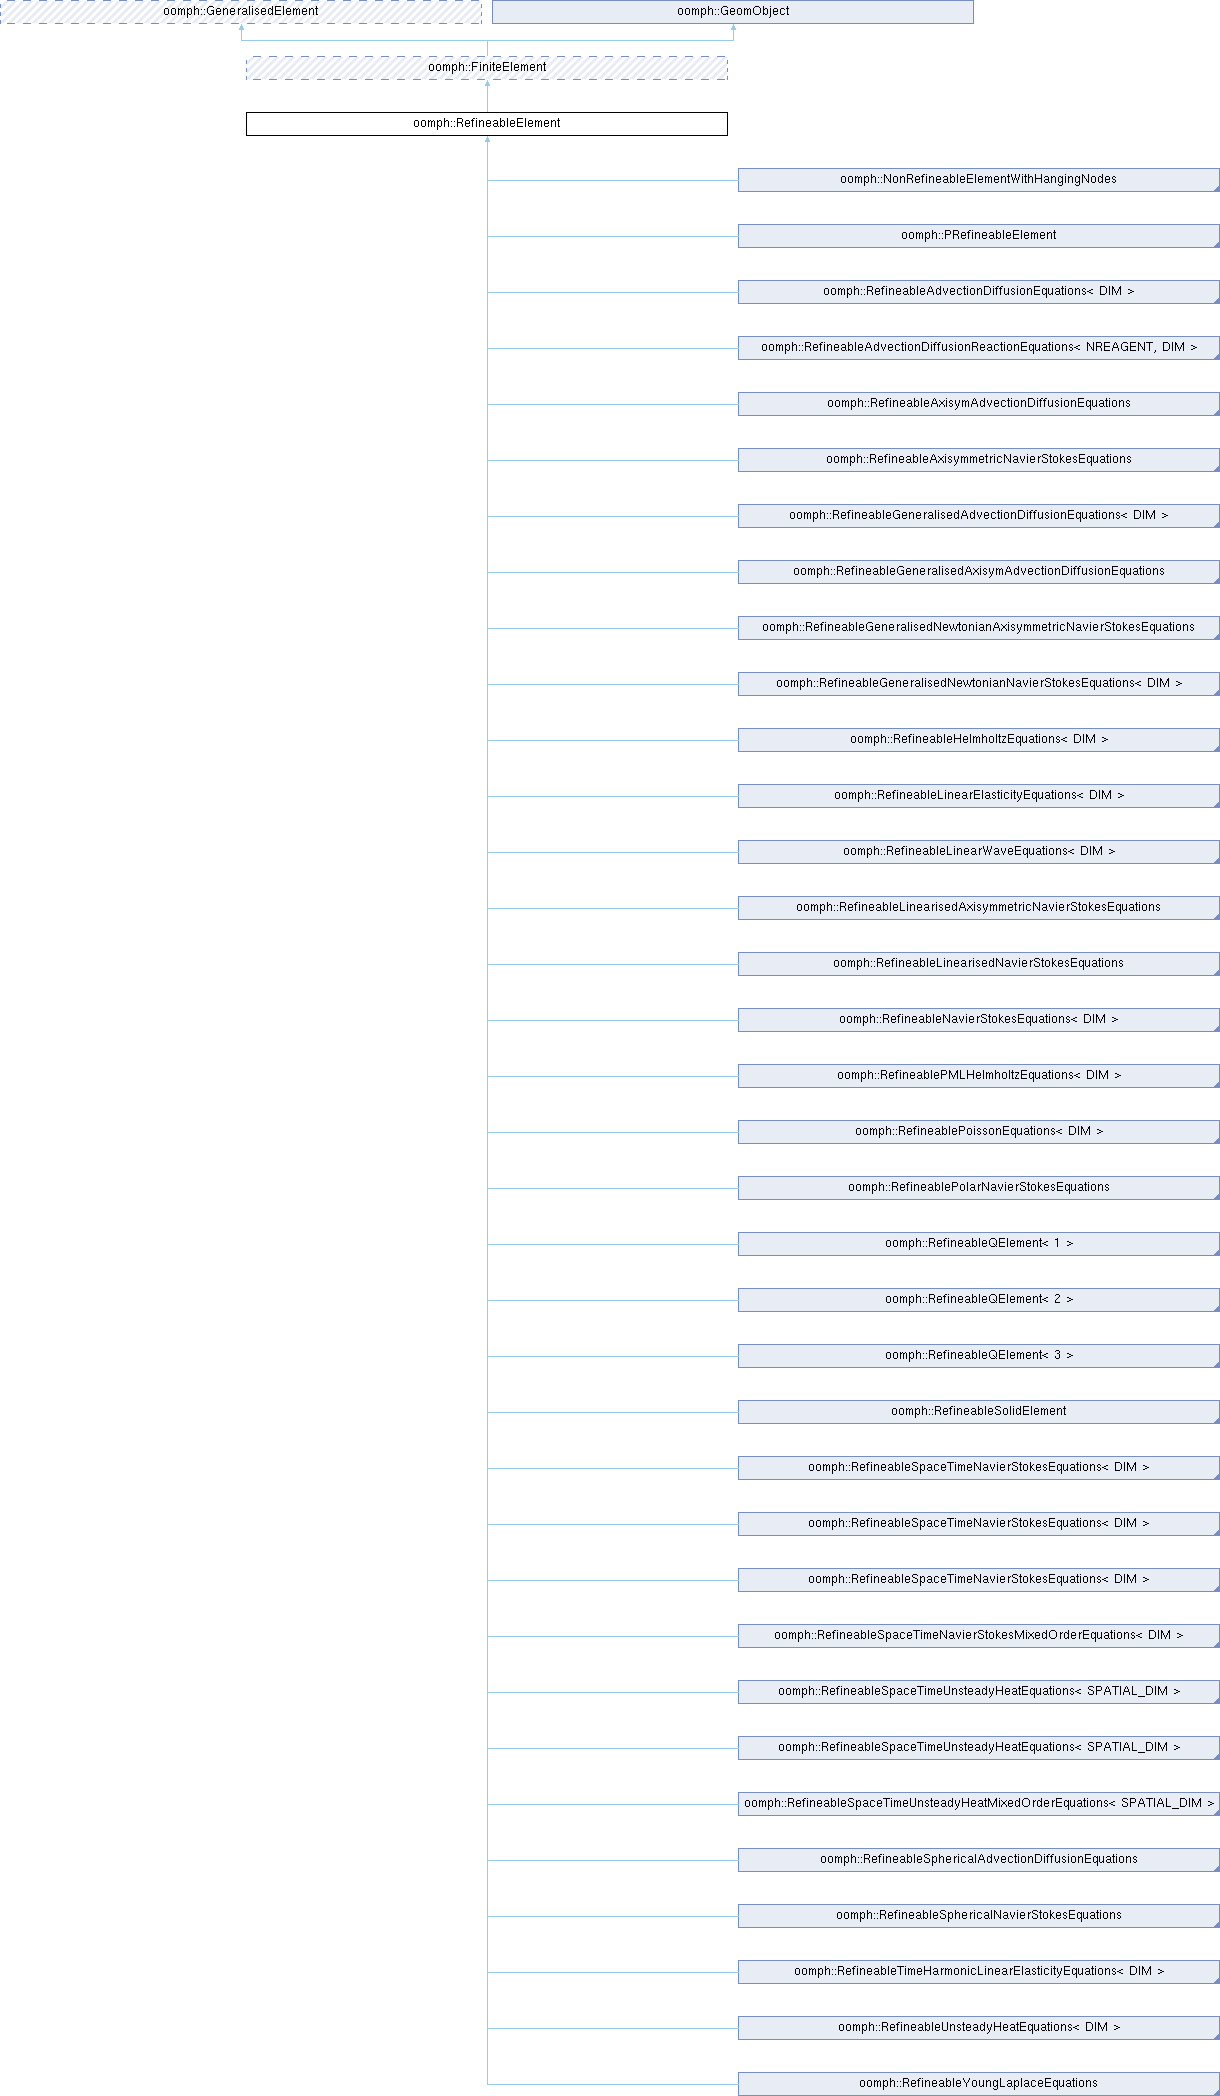 oomph::GeneralisedElement
oomph::GeomObject
oomph::FiniteElement
oomph::RefineableElement
oomph::NonRefineableElementWithHangingNodes
oomph::PRefineableElement
oomph::RefineableAdvectionDiffusionEquations< DIM >
oomph::RefineableAdvectionDiffusionReactionEquations< NREAGENT, DIM >
oomph::RefineableAxisymAdvectionDiffusionEquations
oomph::RefineableAxisymmetricNavierStokesEquations
oomph::RefineableGeneralisedAdvectionDiffusionEquations< DIM >
oomph::RefineableGeneralisedAxisymAdvectionDiffusionEquations
oomph::RefineableGeneralisedNewtonianAxisymmetricNavierStokesEquations
oomph::RefineableGeneralisedNewtonianNavierStokesEquations< DIM >
oomph::RefineableHelmholtzEquations< DIM >
oomph::RefineableLinearElasticityEquations< DIM >
oomph::RefineableLinearWaveEquations< DIM >
oomph::RefineableLinearisedAxisymmetricNavierStokesEquations
oomph::RefineableLinearisedNavierStokesEquations
oomph::RefineableNavierStokesEquations< DIM >
oomph::RefineablePMLHelmholtzEquations< DIM >
oomph::RefineablePoissonEquations< DIM >
oomph::RefineablePolarNavierStokesEquations
oomph::RefineableQElement< 1 >
oomph::RefineableQElement< 2 >
oomph::RefineableQElement< 3 >
oomph::RefineableSolidElement
oomph::RefineableSpaceTimeNavierStokesEquations< DIM >
oomph::RefineableSpaceTimeNavierStokesEquations< DIM >
oomph::RefineableSpaceTimeNavierStokesEquations< DIM >
oomph::RefineableSpaceTimeNavierStokesMixedOrderEquations< DIM >
oomph::RefineableSpaceTimeUnsteadyHeatEquations< SPATIAL_DIM >
oomph::RefineableSpaceTimeUnsteadyHeatEquations< SPATIAL_DIM >
oomph::RefineableSpaceTimeUnsteadyHeatMixedOrderEquations< SPATIAL_DIM >
oomph::RefineableSphericalAdvectionDiffusionEquations
oomph::RefineableSphericalNavierStokesEquations
oomph::RefineableTimeHarmonicLinearElasticityEquations< DIM >
oomph::RefineableUnsteadyHeatEquations< DIM >
oomph::RefineableYoungLaplaceEquations